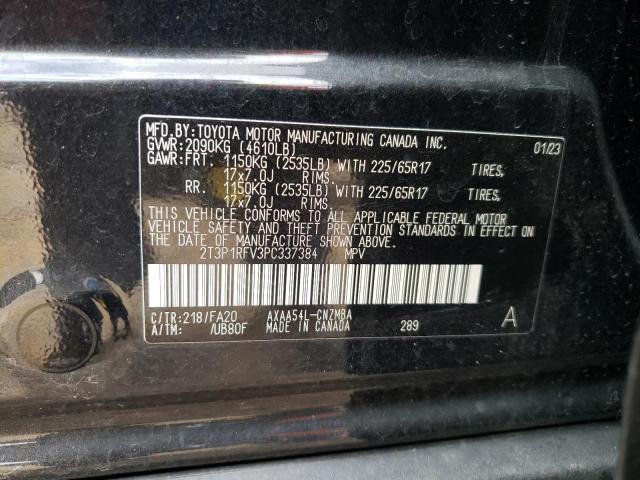 MFD.BY:TOYOTA MOTOR MANUFACTURING CANADA INC.
GVWR:2090KG (4610LB) 01/23
GAWR:FRT. 1150KG (2535LB) WITH 225/65R17 TIRES,
17x7.0J RIMS.
RR. 1150KG (2535LB) WITH 225/65R17 TIRES,
17x7.0J RIMS.
THIS VEHICLE CONFORMS TO ALL APPLICABLE FEDERAL MOTOR
VEHICLE SAFETY AND THEFT PREVENTION STANDARDS IN EFFECT ON
THE DATE OF MANUFACTURE SHOWN ABOVE.
2T3P1RFV3PC337384 MPV
C/TR:218/FA20 AXAA54L-CNZMBA A
A/TM: /UB80F MADE IN CANADA 289